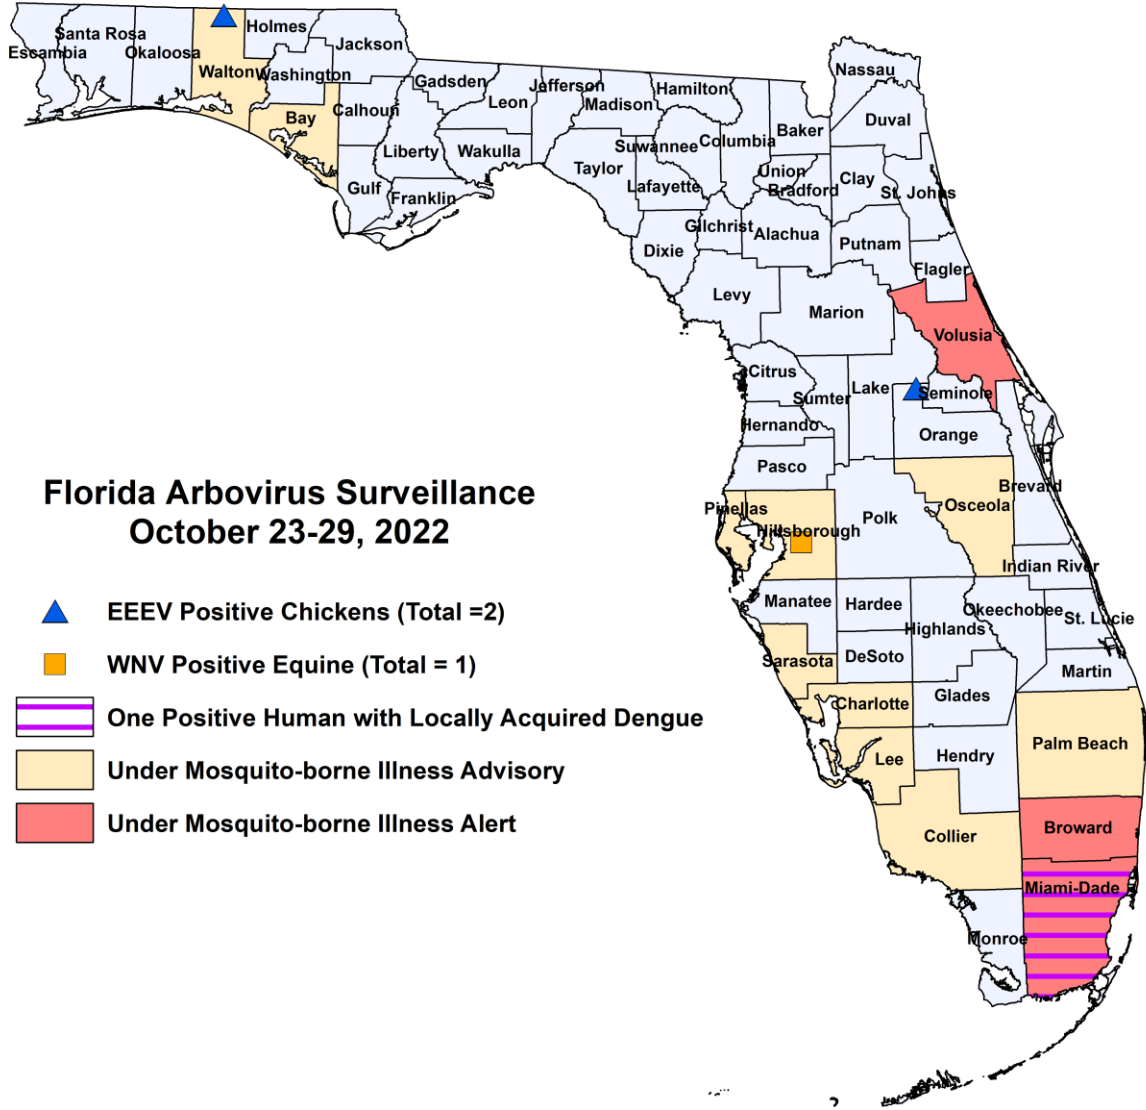 Holmes
Santa Rosa
Jackson
Escambia
Okaloosa
Walton
Washington
Nassau
Gadsden
Jefferson
Hamilton
Leon
Madison
Calhoun
Bay
Duval
Baker
Columbia
Suwannee
Liberty
Wakulla
Taylor
Union
Clay
Lafayette
Bradford
St. Johns
Gulf
Franklin
Gilchrist
Alachua
Putnam
Dixie
Flagler
Levy
Marion
Volusia
Citrus
Lake
Seminole
Sumter
Hernando
Orange
Pasco
Brevard
Florida Arbovirus Surveillance
October 23-29, 2022
Pinellas
Osceola
Polk
Hillsborough
Indian River
EEEV Positive Chickens (Total =2)
Manatee
Hardee
Okeechobee
St. Lucie
Highlands
WNV Positive Equine (Total = 1)
Sarasota
DeSoto
Martin
Glades
Charlotte
One Positive Human with Locally Acquired Dengue
Palm Beach
Hendry
Lee
Under Mosquito-borne Illness Advisory
Under Mosquito-borne Illness Alert
Broward
Collier
Miami-Dade
Monroe